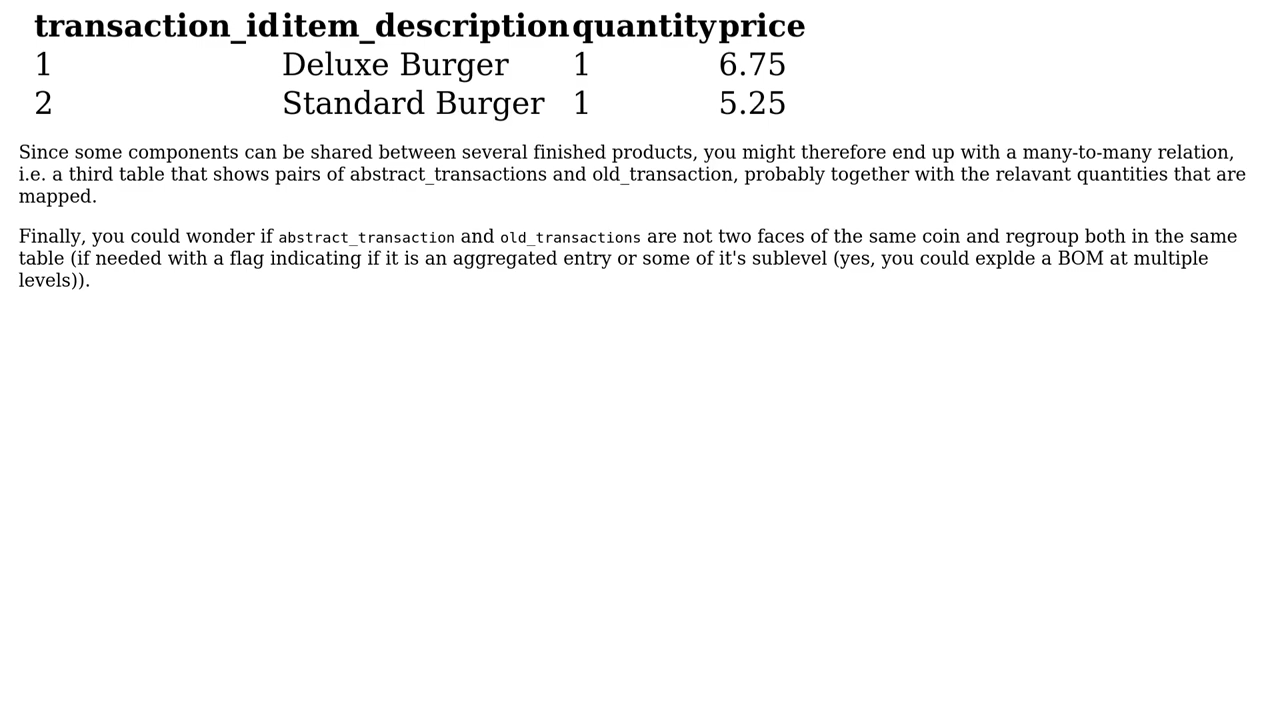 transaction_id item_description quantity price
1 Deluxe Burger 1 6.75
2 Standard Burger 1 5.25
Since some components can be shared between several finished products, you might therefore end up with a many-to-many relation,
i.e. a third table that shows pairs of abstract_transactions and old_transaction, probably together with the relavant quantities that are
mapped.
Finally, you could wonder if abstract_transaction and old_transactions are not two faces of the same coin and regroup both in the same
table (if needed with a flag indicating if it is an aggregated entry or some of it's sublevel (yes, you could explde a BOM at multiple
levels)).